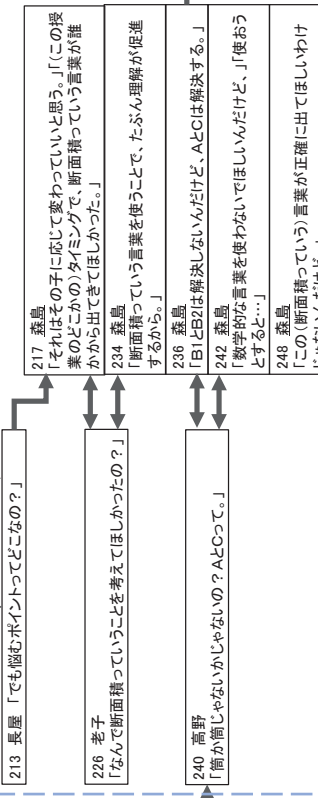 213 長屋 「でも悩むポイントってどこなの？」
217 森島
「それはその子に応じて変わっていいと思う。」「(この授
業のどこかの)タイミングで、断面積っていう言葉が誰
かから出てきてほしかった。」
226 老子
「なんで断面積っていうことを考えてほしかったの？」
234 森島
「断面積っていう言葉を使うことで、たぶん理解が促進
するから。」
236 森島
「B1とB2は解決しないんだけど、AとCは解決する。」
240 高野
「筒か筒じゃないかじゃないの？AとCって。」
242 森島
「数学的な言葉を使わないでほしいんだけど、」「使おう
とすると…」
248 森島
「この(断面積っていう)言葉が正確に出てほしいわけ